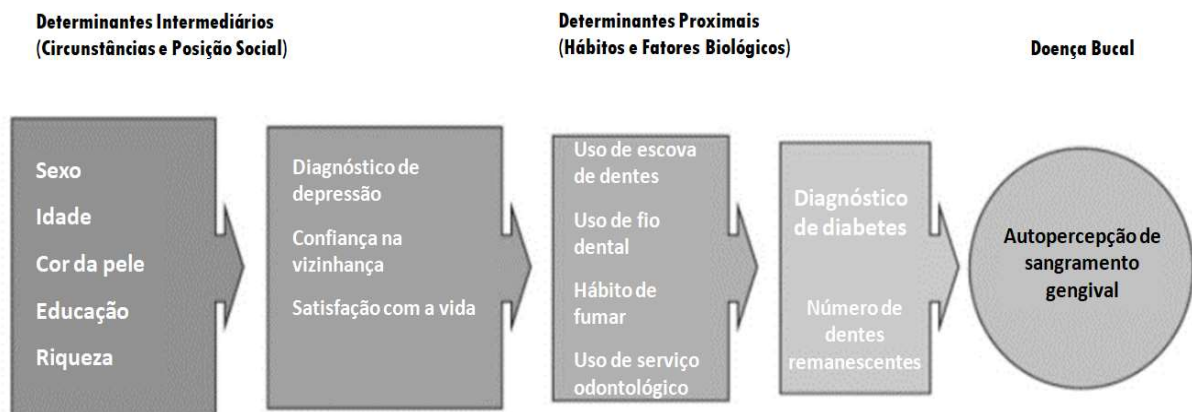 Determinantes Intermediários
(Circunstâncias e Posição Social)
Determinantes Proximais
(Hábitos e Fatores Biológicos)
Doença Bucal
Sexo
Idade
Cor da pele
Educação
Riqueza
Diagnóstico de
depressão
Confiança na
vizinhança
Satisfação com a vida
Uso de escova
de dentes
Uso de fio
dental
Hábito de
fumar
Uso de serviço
odontológico
Diagnóstico
de diabetes
Número de
dentes
remanescentes
Autopercepção de
sangramento
gengival